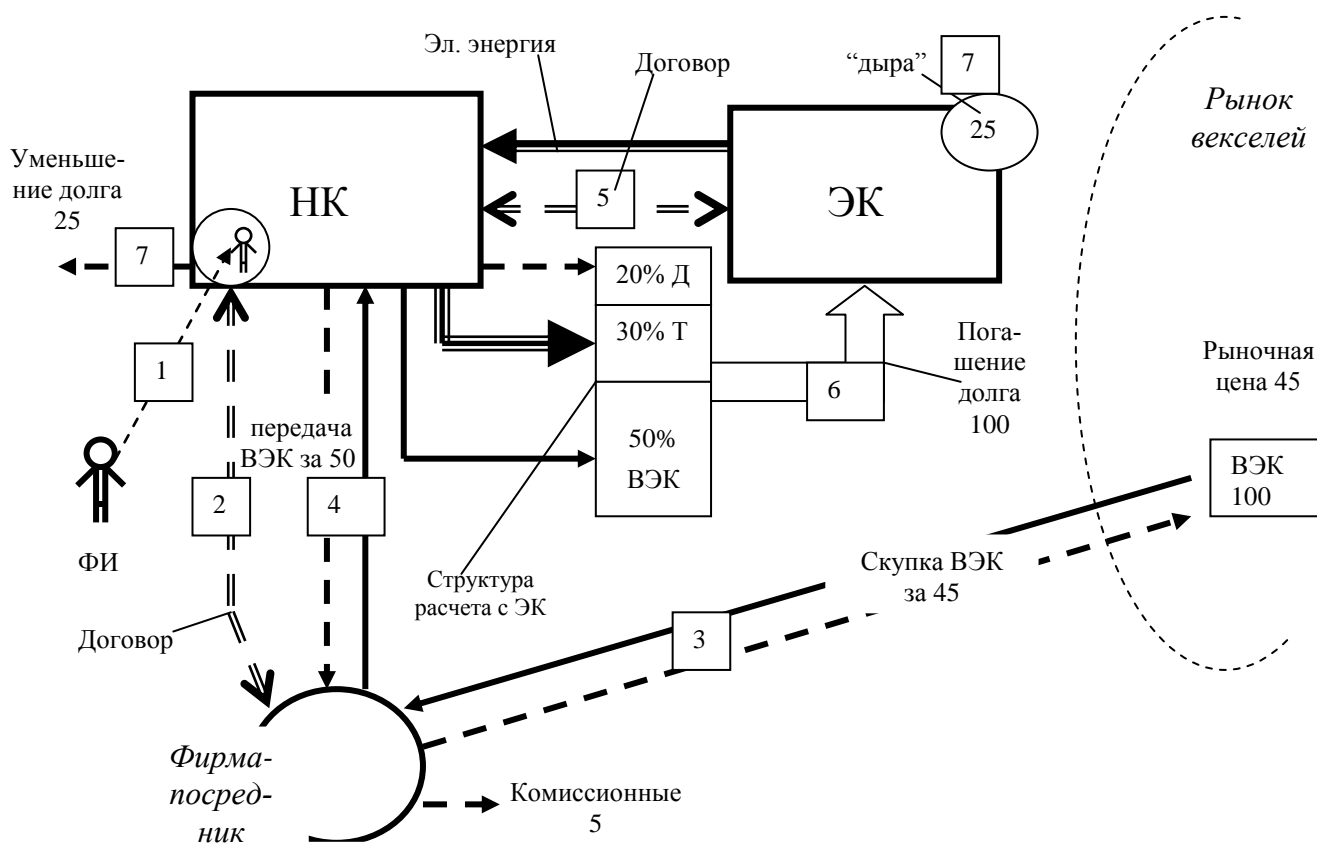 Эл. энергия
Договор
“дыра”
7
25
Рынок
векселей
Уменьше-
ние долга
25
7
НК
5
ЭК
20% Д
30% Т
50%
ВЭК
1
6
Пога-
шение
долга
100
Рыночная
цена 45
ВЭК
100
передача
ВЭК за 50
2
4
ФИ
Структура
расчета с ЭК
Скупка ВЭК
за 45
Договор
3
Фирма-
посред-
ник
Комиссионные
5